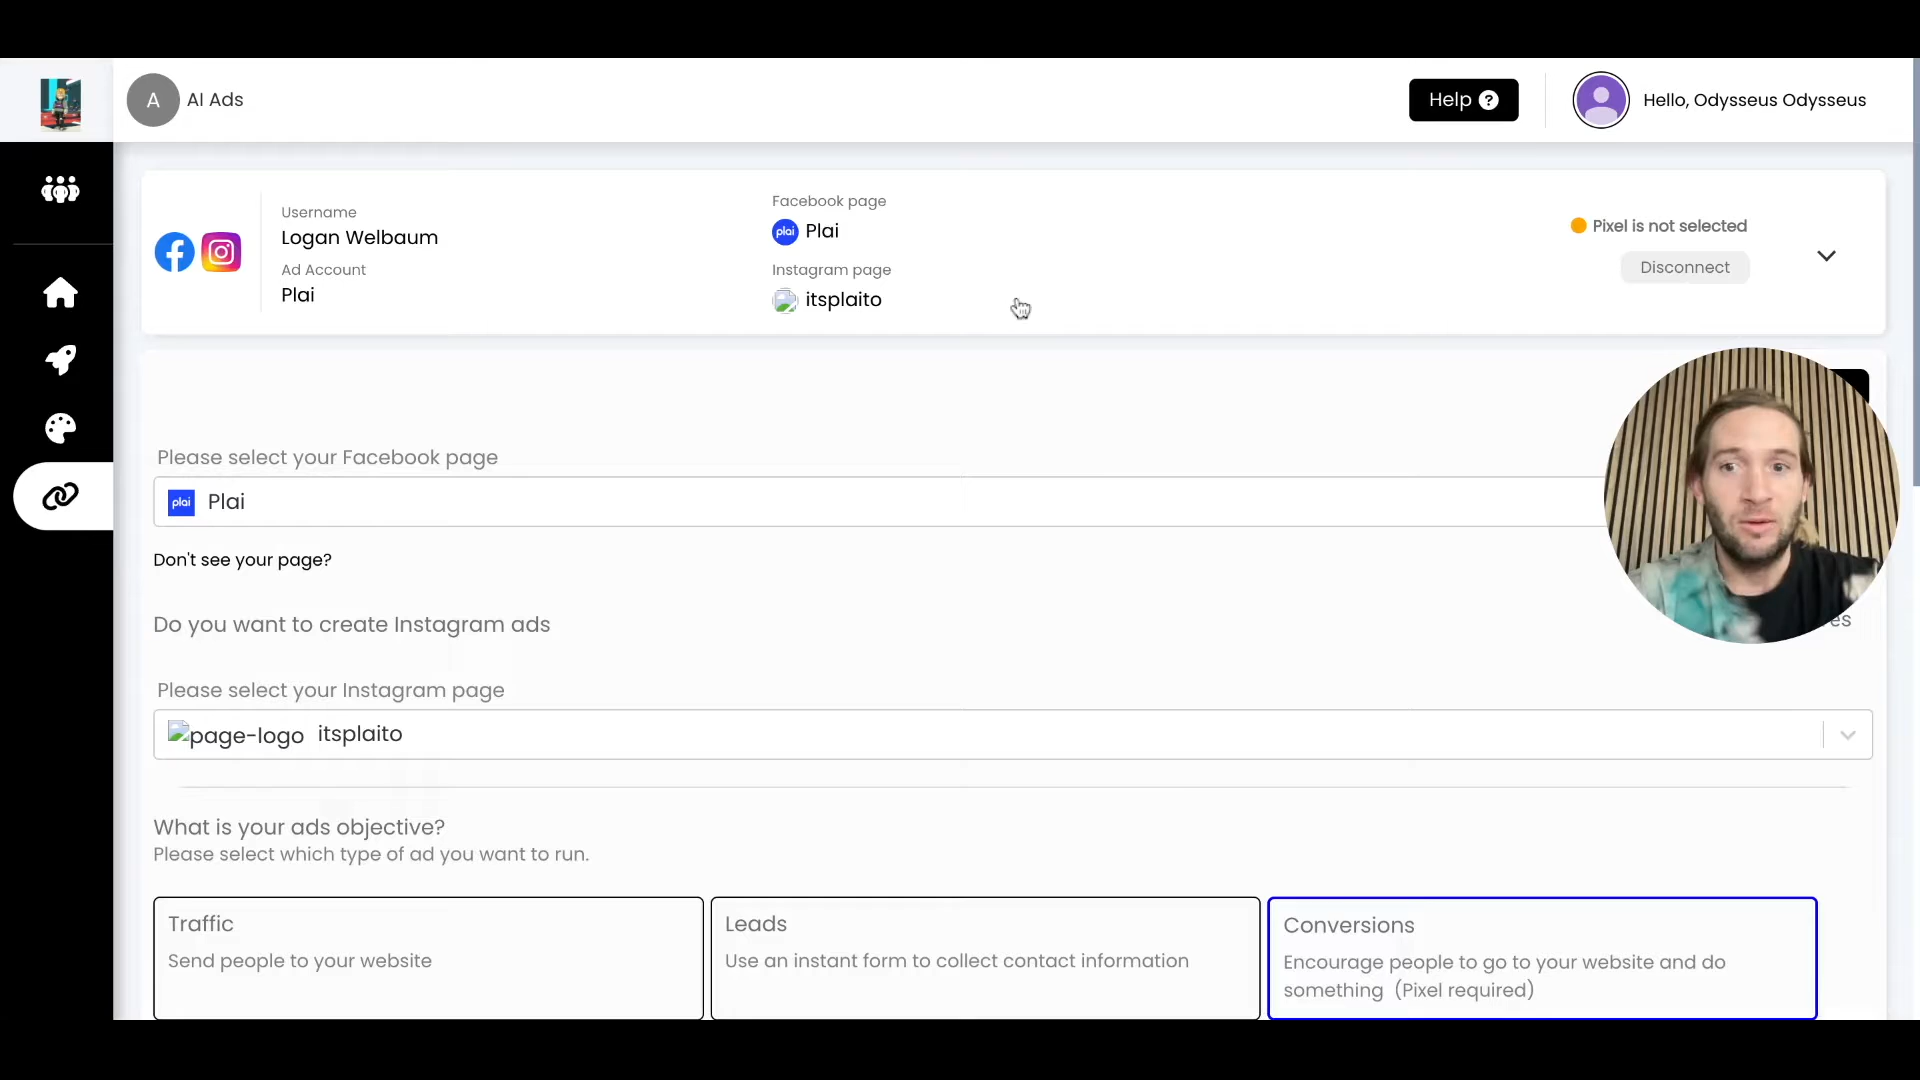 A AI Ads
Help ?
Hello, Odysseus Odysseus
Username
Logan Welbaum
Ad Account
Plai
Facebook page
plai Plai
Instagram page
itsplaito
Pixel is not selected
Disconnect
Please select your Facebook page
plai Plai
Don't see your page?
Do you want to create Instagram ads
Please select your Instagram page
page-logo itsplaito
What is your ads objective?
Please select which type of ad you want to run.
Traffic
Send people to your website
Leads
Use an instant form to collect contact information
Conversions
Encourage people to go to your website and do
something (Pixel required)